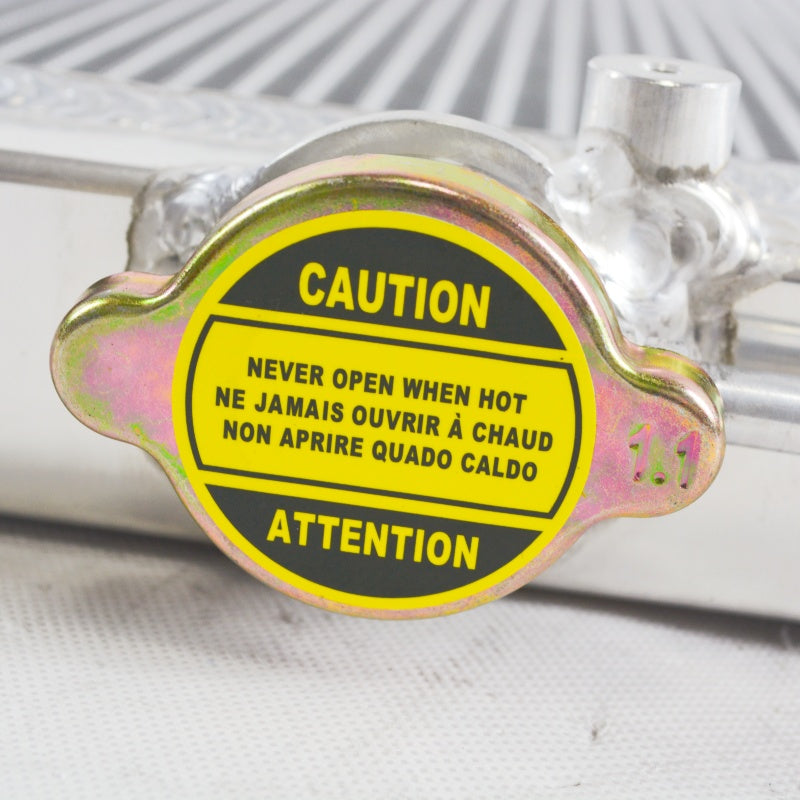 CAUTION
NEVER OPEN WHEN HOT
NE JAMAIS OUVRIR À CHAUD
NON APRIRE QUADO CALDO
ATTENTION
1.1